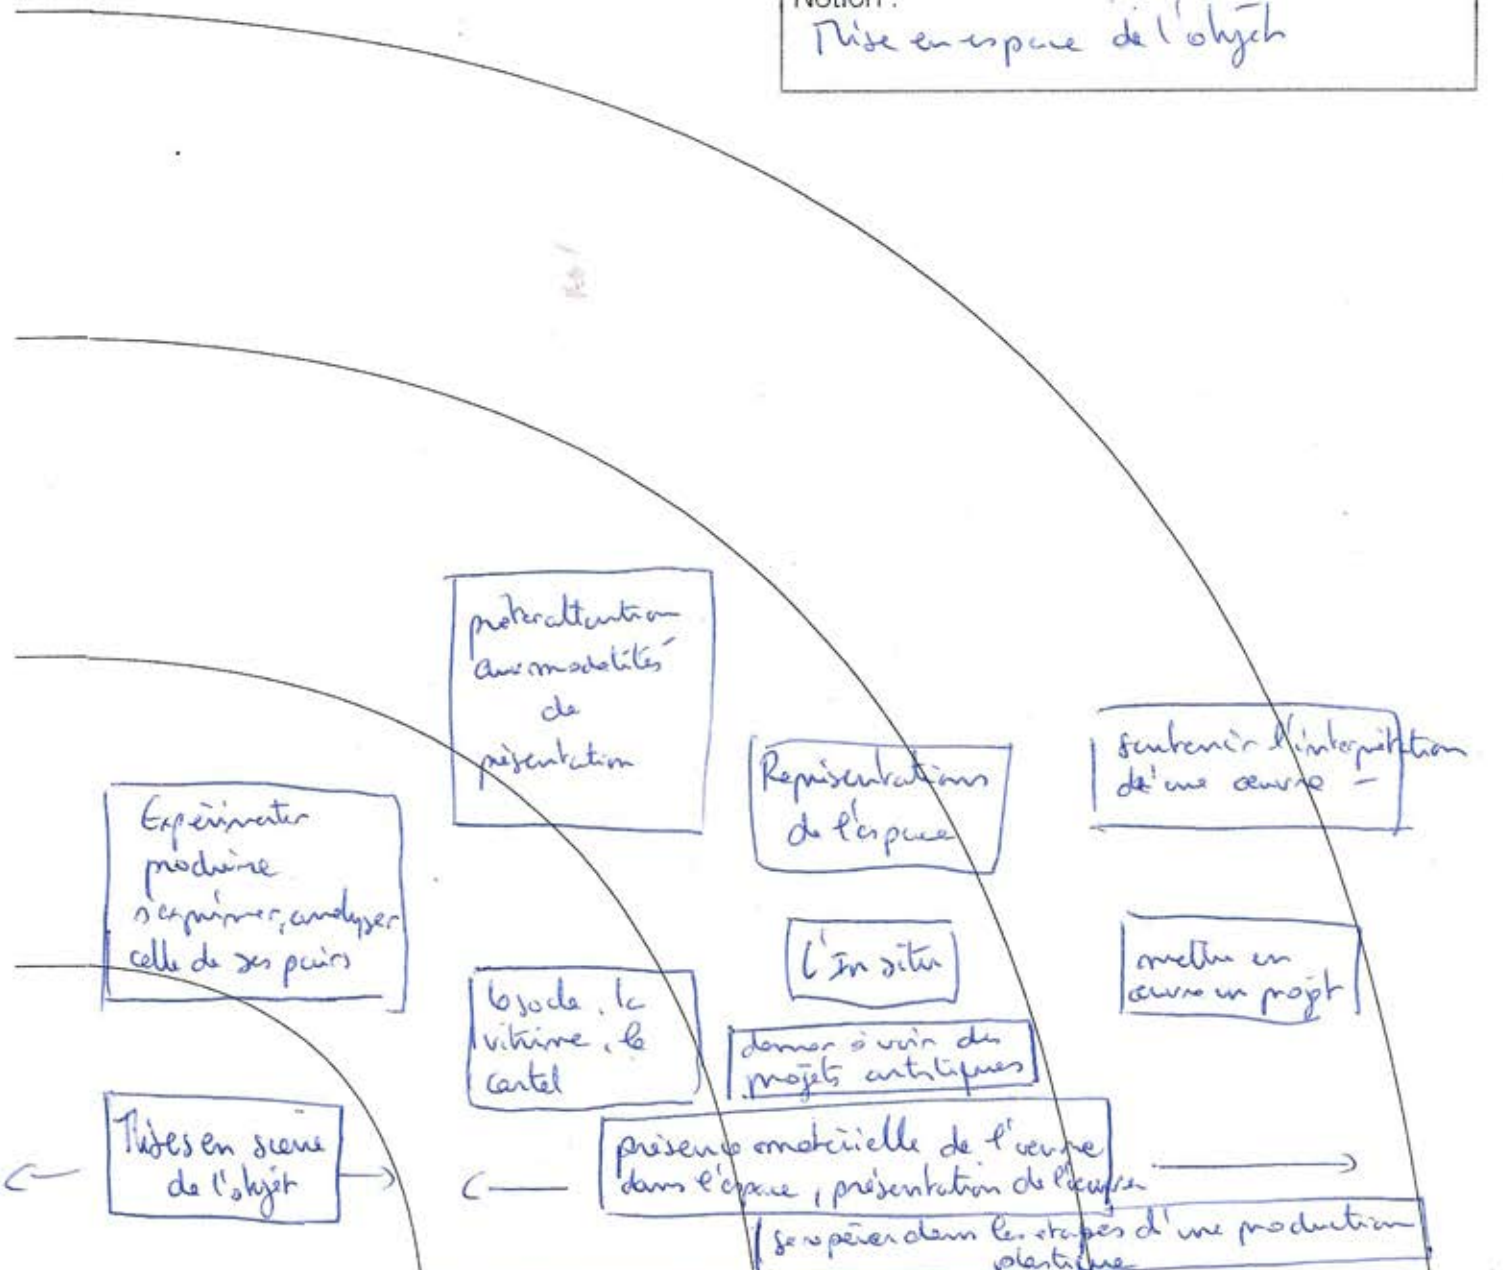 Notion :
Mise en espace de l'objet
prêter attention
aux modalités
de
présentation
soutenir l'interprétation
de une œuvre -
Représentations
de l'espace
Expérimenter
produire
s'exprimer, analyser
celle de ses pairs
l'In situ
mettre en
œuvre un projet
le socle, la
vitrine, le
cartel
donner à voir des
projets artistiques
Mises en scène
de l'objet
présence matérielle de l'œuvre
dans l'espace, présentation de l'œuvre
se repérer dans les étapes d'une production
plastique